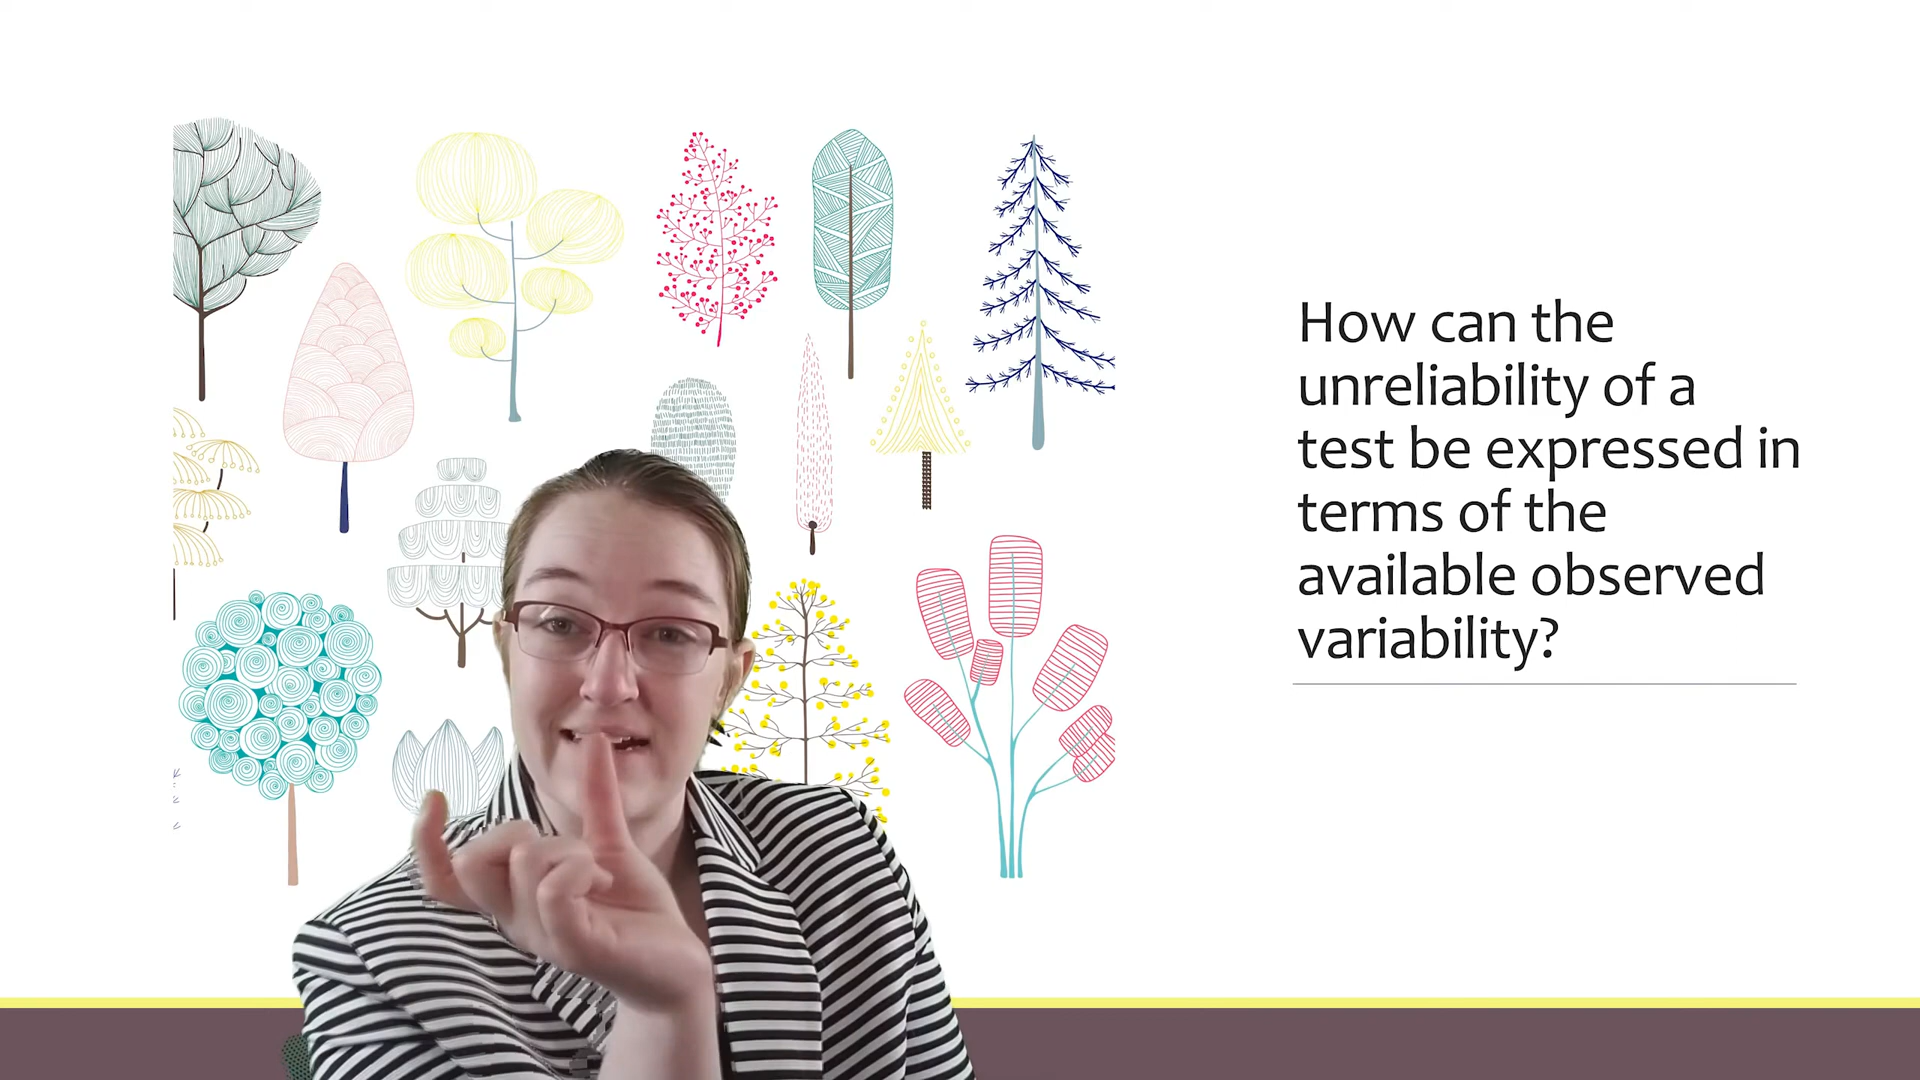 How can the
unreliability of a
test be expressed in
terms of the
available observed
variability?